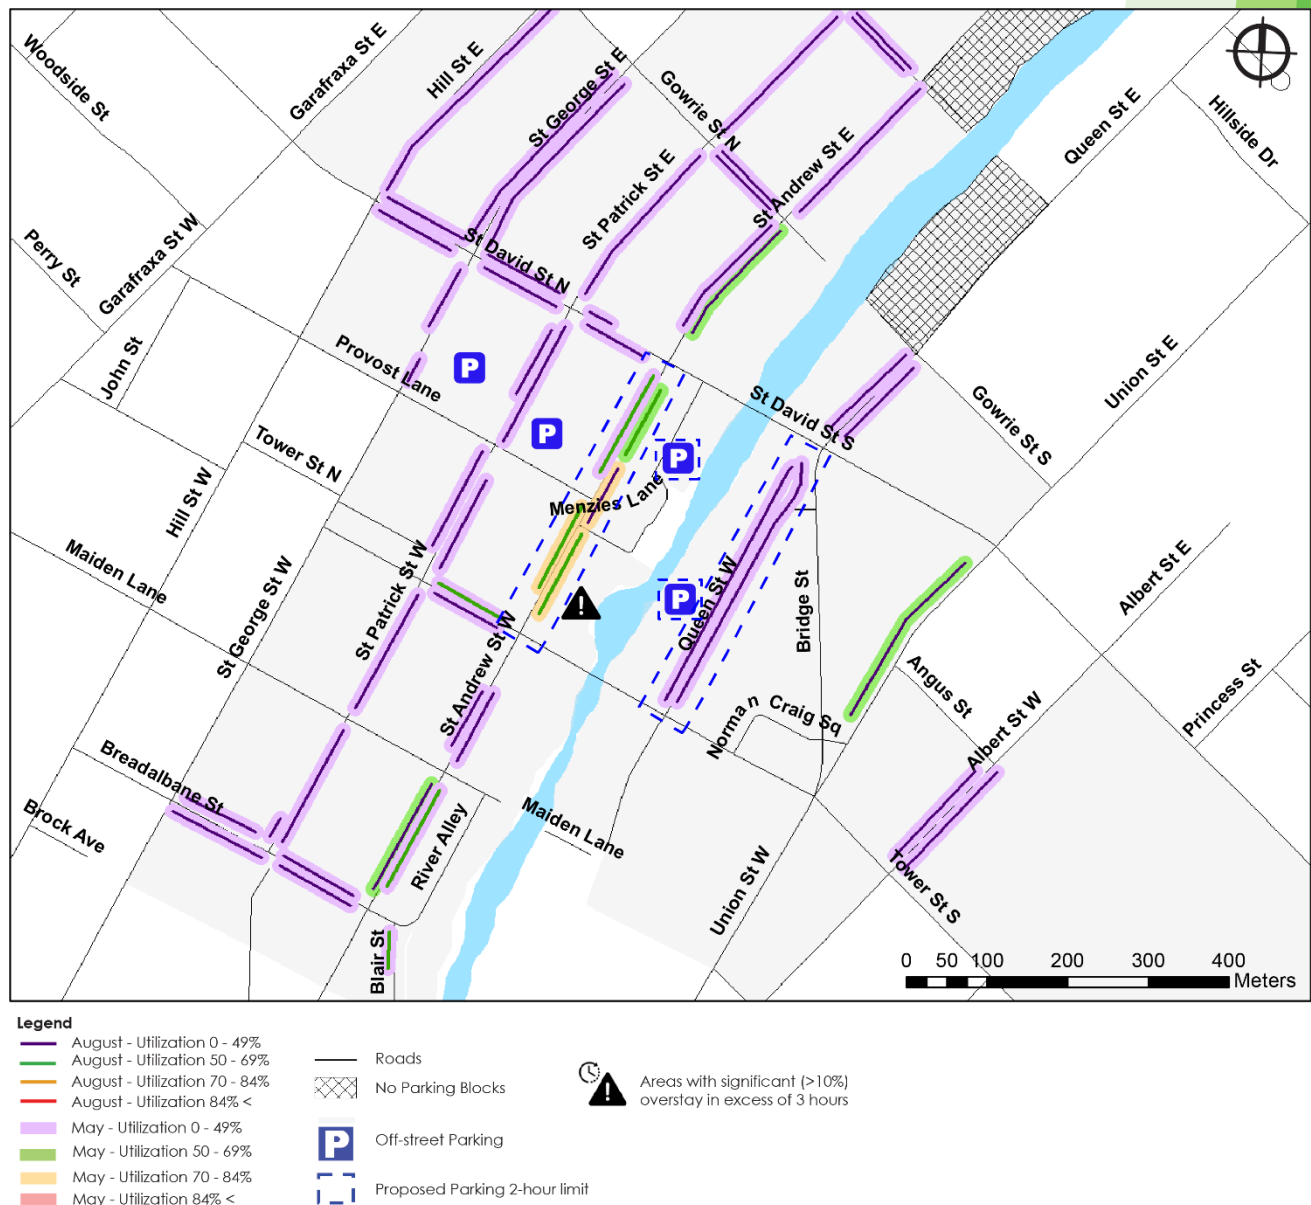 Woodside St
Garafraxa St E
Hill St E
St George St E
Gowrie St N
Queen St E
Hillside Dr
St Andrew St E
St Patrick St E
Perry St
Garafraxa St W
St David St N
John St
Provost Lane
P
P
P
P
St David St S
Gowrie St S
Union St E
Tower St N
Menzies Lane
Hill St W
Maiden Lane
St George St W
St Patrick St W
St Andrew St W
Queen St W
Bridge St
Albert St E
Angus St
Princess St
Norman Craig Sq
Albert St W
Breadalbane St
Brock Ave
River Alley
Maiden Lane
Union St W
Tower St S
Blair St
0 50 100 200 300 400
Meters
Legend
August - Utilization 0 - 49%
August - Utilization 50 - 69%
August - Utilization 70 - 84%
August - Utilization 84% <
May - Utilization 0 - 49%
May - Utilization 50 - 69%
May - Utilization 70 - 84%
May - Utilization 84% <
Roads
No Parking Blocks
P
Off-street Parking
Proposed Parking 2-hour limit
Areas with significant (>10%)
overstay in excess of 3 hours